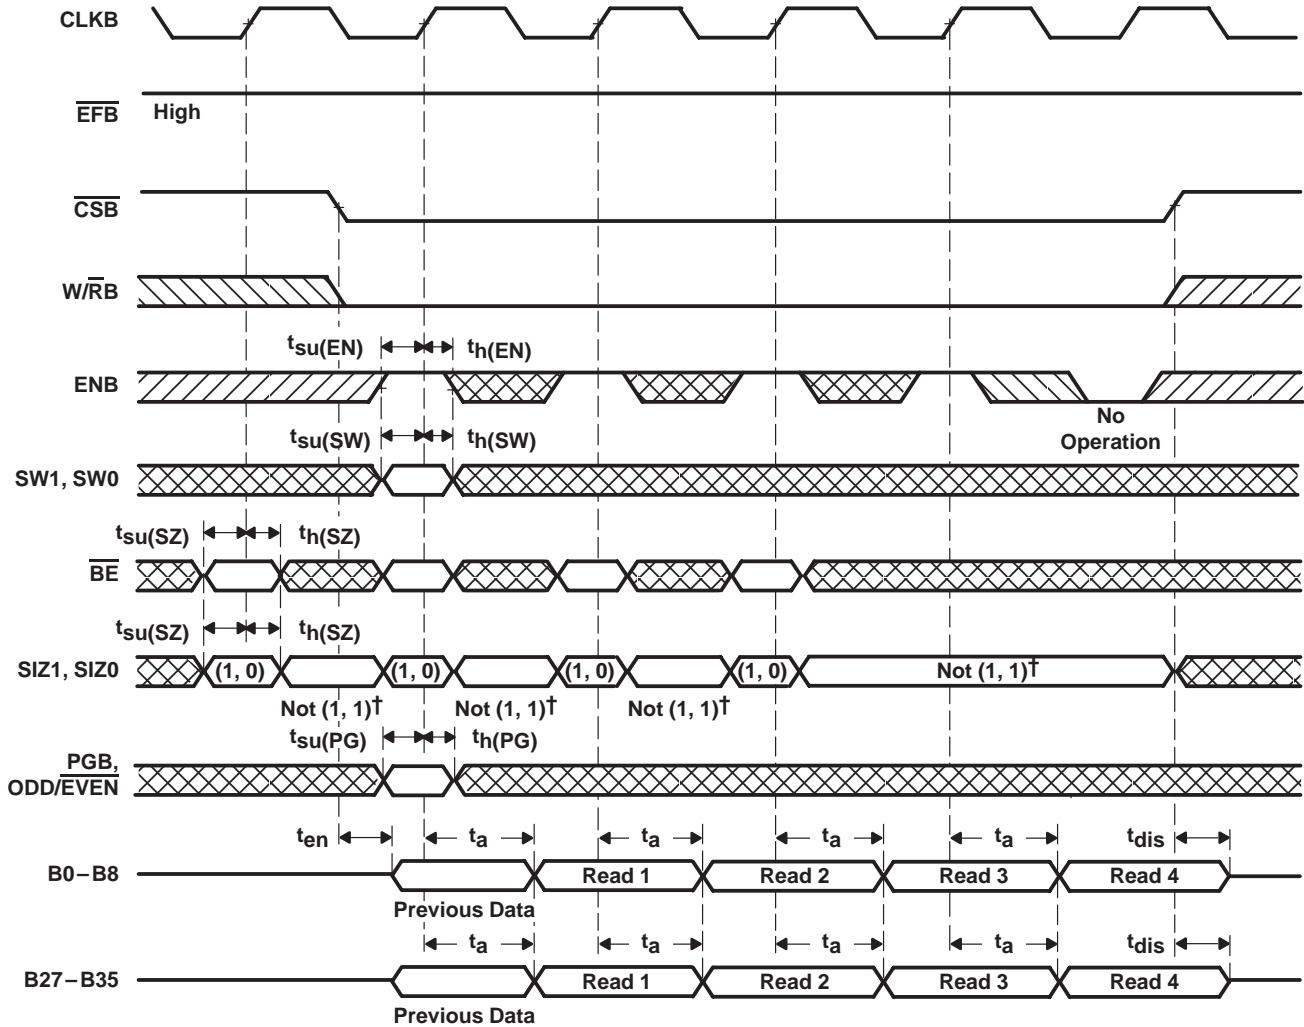 CLKB
EFB High
CSB
W/RB
tsu(EN) th(EN)
ENB
No
Operation
tsu(SW) th(SW)
SW1, SW0
tsu(SZ) th(SZ)
BE
tsu(SZ) th(SZ)
SIZ1, SIZ0 (1, 0) (1, 0) (1, 0) (1, 0) Not (1, 1)†
Not (1, 1)† Not (1, 1)† Not (1, 1)†
tsu(PG) th(PG)
PGB,
ODD/EVEN
ten ta ta ta ta tdis
B0–B8 Read 1 Read 2 Read 3 Read 4
Previous Data
ta ta ta ta tdis
B27–B35 Read 1 Read 2 Read 3 Read 4
Previous Data